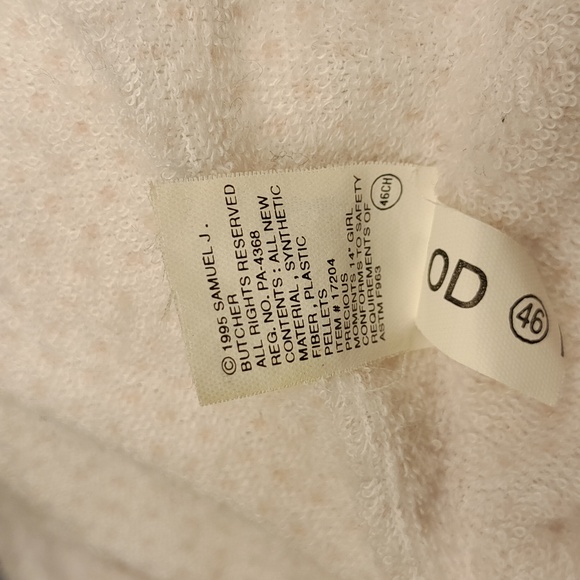 © 1995 SAMUEL J.
BUTCHER
ALL RIGHTS RESERVED
REG. NO. PA-4368
CONTENTS : ALL NEW
MATERIAL , SYNTHETIC
FIBER , PLASTIC
PELLETS
ITEM # 17204
PRECIOUS
MOMENTS 14" GIRL
CONFORMS TO SAFETY
REQUIREMENTS OF
ASTM F963
46CH
OD
46